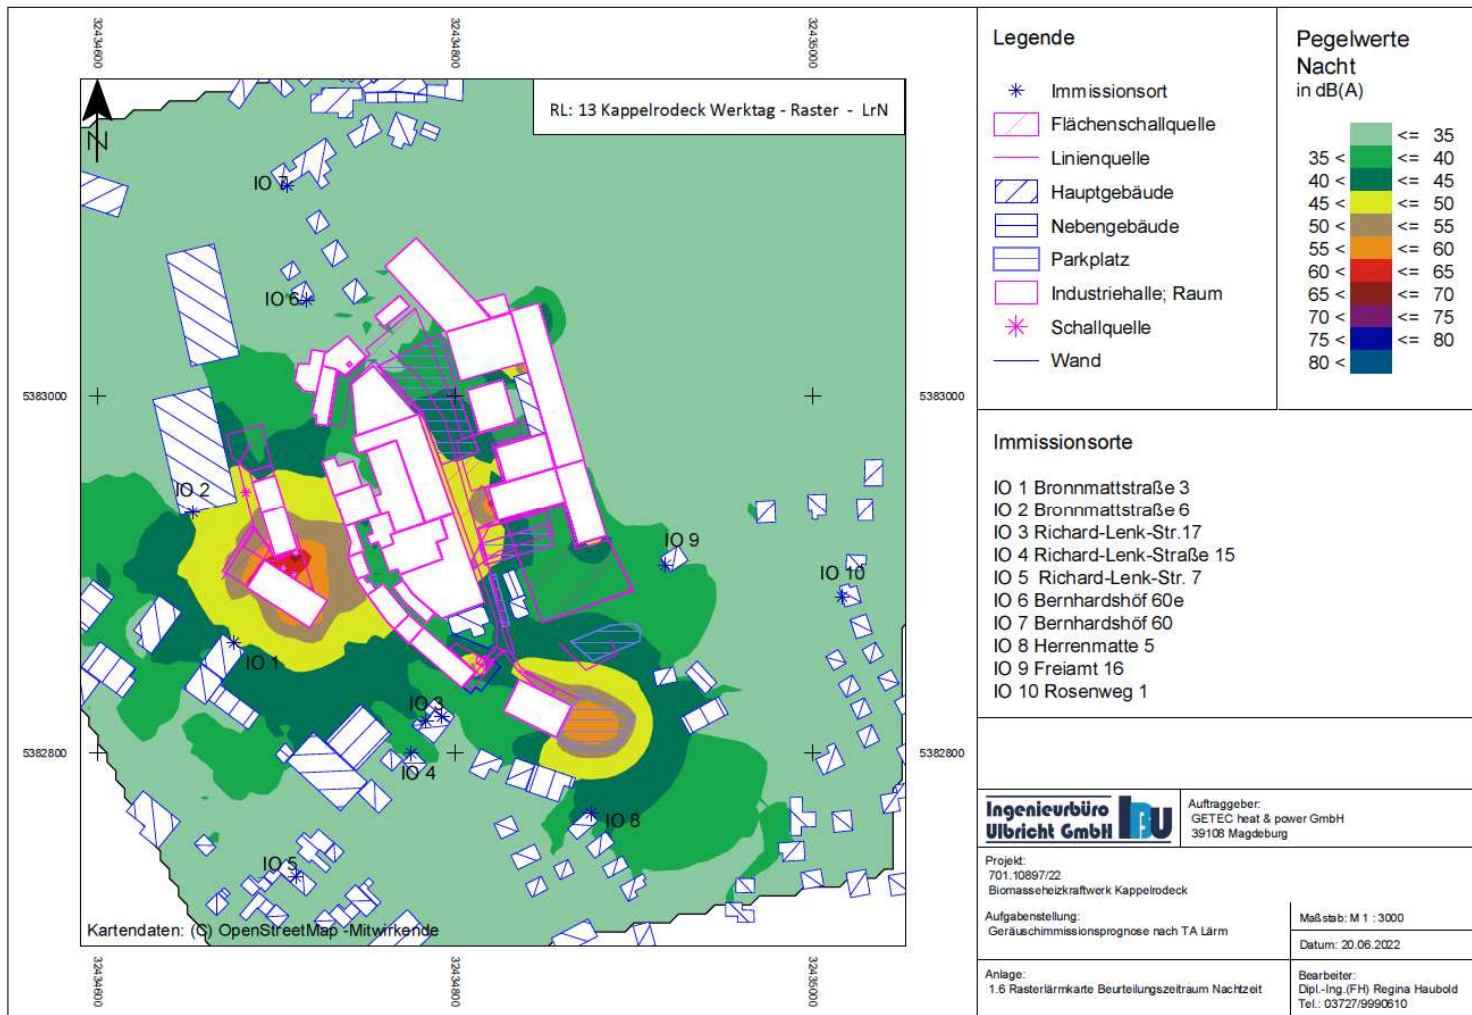 32434600
32434800
32435000
RL: 13 Kappelrodeck Werktag - Raster - LrN
N
IO 7
IO 6
5383000
5383000
IO 2
IO 9
IO 10
IO 1
IO 3
5382800
5382800
IO 4
IO 8
IO 5
Kartendaten: (C) OpenStreetMap -Mitwirkende
32434600
32434800
32435000
Legende
Immissionsort
Flächenschallquelle
Linienquelle
Hauptgebäude
Nebengebäude
Parkplatz
Industriehalle; Raum
Schallquelle
Wand
Pegelwerte
Nacht
in dB(A)
<= 35
35 < <= 40
40 < <= 45
45 < <= 50
50 < <= 55
55 < <= 60
60 < <= 65
65 < <= 70
70 < <= 75
75 < <= 80
80 <
Immissionsorte
IO 1 Bronnmattstraße 3
IO 2 Bronnmattstraße 6
IO 3 Richard-Lenk-Str.17
IO 4 Richard-Lenk-Straße 15
IO 5 Richard-Lenk-Str. 7
IO 6 Bernhardshöf 60e
IO 7 Bernhardshöf 60
IO 8 Herrenmatte 5
IO 9 Freiamt 16
IO 10 Rosenweg 1
Ingenieurbüro
Ulbricht GmbH
IBU
Auftraggeber:
GETEC heat & power GmbH
39108 Magdeburg
Projekt:
701.10897/22
Biomasseheizkraftwerk Kappelrodeck
Aufgabenstellung:
Geräuschimmissionsprognose nach TA Lärm
Maßstab: M 1 : 3000
Datum: 20.06.2022
Anlage:
1.6 Rasterlärmkarte Beurteilungszeitraum Nachtzeit
Bearbeiter:
Dipl.-Ing.(FH) Regina Haubold
Tel.: 03727/9990610